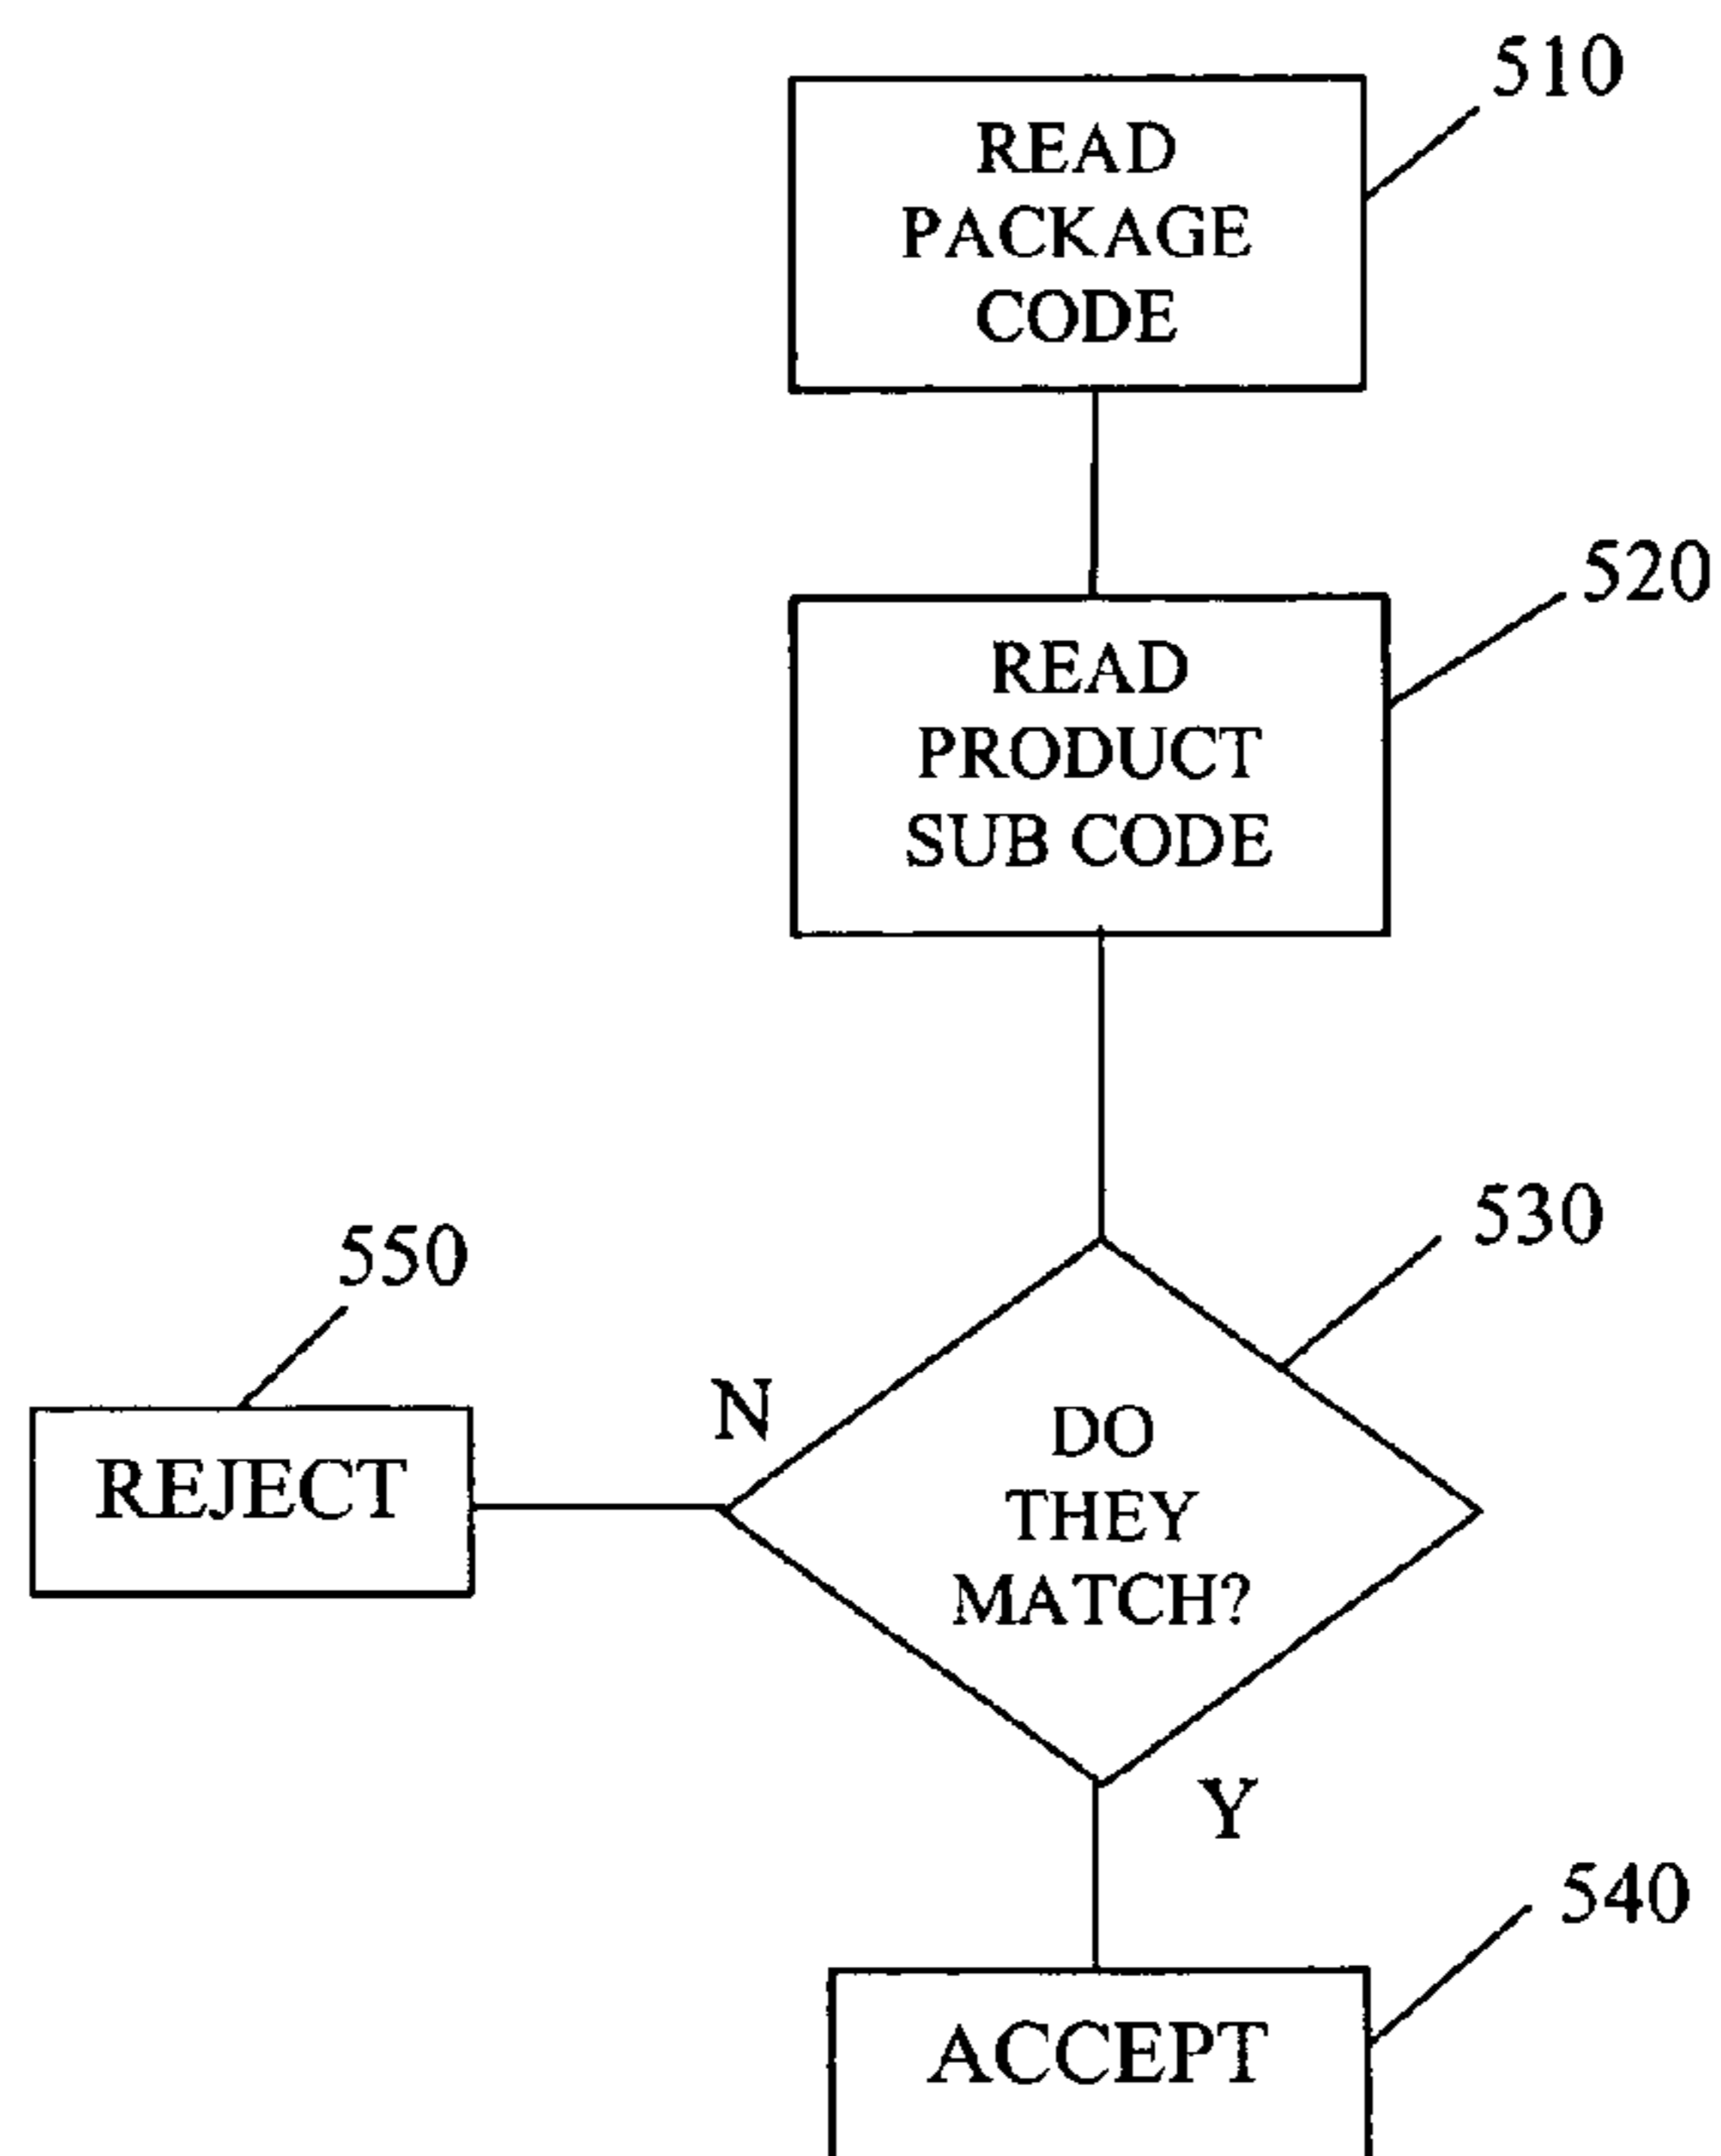 510
READ
PACKAGE
CODE
520
READ
PRODUCT
SUB CODE
530
550
N
DO
THEY
MATCH?
REJECT
Y
540
ACCEPT